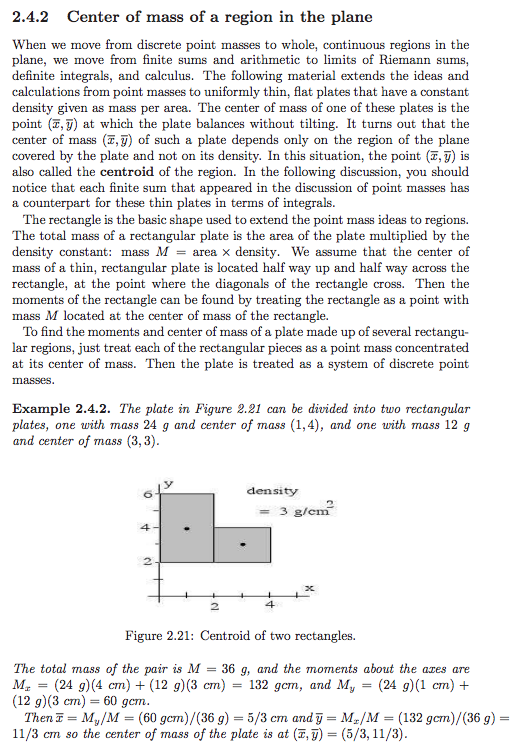 2.4.2 Center of mass of a region in the plane
When we move from discrete point masses to whole, continuous regions in the
plane, we move from finite sums and arithmetic to limits of Riemann sums,
definite integrals, and calculus. The following material extends the ideas and
calculations from point masses to uniformly thin, flat plates that have a constant
density given as mass per area. The center of mass of one of these plates is the
point (x̅, y̅) at which the plate balances without tilting. It turns out that the
center of mass (x̅, y̅) of such a plate depends only on the region of the plane
covered by the plate and not on its density. In this situation, the point (x̅, y̅) is
also called the centroid of the region. In the following discussion, you should
notice that each finite sum that appeared in the discussion of point masses has
a counterpart for these thin plates in terms of integrals.
The rectangle is the basic shape used to extend the point mass ideas to regions.
The total mass of a rectangular plate is the area of the plate multiplied by the
density constant: mass M = area × density. We assume that the center of
mass of a thin, rectangular plate is located half way up and half way across the
rectangle, at the point where the diagonals of the rectangle cross. Then the
moments of the rectangle can be found by treating the rectangle as a point with
mass M located at the center of mass of the rectangle.
To find the moments and center of mass of a plate made up of several rectangu-
lar regions, just treat each of the rectangular pieces as a point mass concentrated
at its center of mass. Then the plate is treated as a system of discrete point
masses.
Example 2.4.2. The plate in Figure 2.21 can be divided into two rectangular
plates, one with mass 24 g and center of mass (1,4), and one with mass 12 g
and center of mass (3,3).
y
6
density
= 3 g/cm²
4
2
x
2 4
Figure 2.21: Centroid of two rectangles.
The total mass of the pair is M = 36 g, and the moments about the axes are
Mₓ = (24 g)(4 cm) + (12 g)(3 cm) = 132 gcm, and M_y = (24 g)(1 cm) +
(12 g)(3 cm) = 60 gcm.
Then x̅ = M_y/M = (60 gcm)/(36 g) = 5/3 cm and y̅ = Mₓ/M = (132 gcm)/(36 g) =
11/3 cm so the center of mass of the plate is at (x̅, y̅) = (5/3, 11/3).